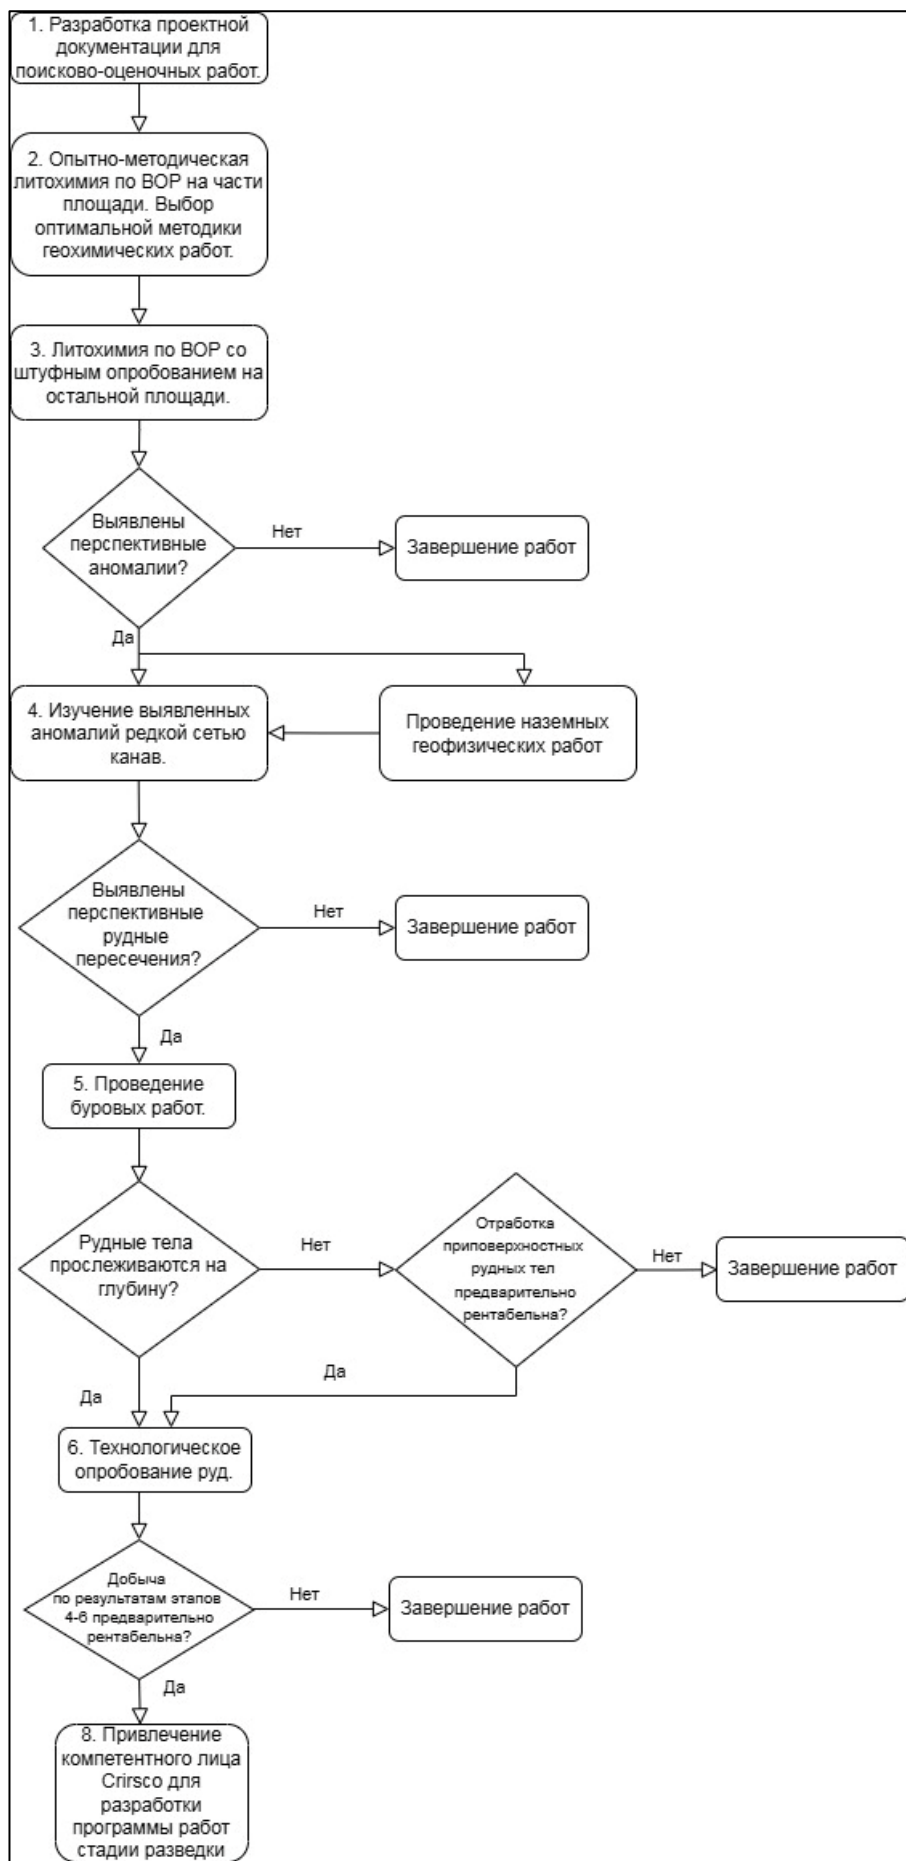 1. Разработка проектной
документации для
поисково-оценочных работ.
2. Опытно-методическая
литохимия по ВОР на части
площади. Выбор
оптимальной методики
геохимических работ.
3. Литохимия по ВОР со
штуфным опробованием на
остальной площади.
Выявлены
перспективные
аномалии?
Нет
Завершение работ
Да
4. Изучение выявленных
аномалий редкой сетью
канав.
Проведение наземных
геофизических работ
Выявлены
перспективные
рудные
пересечения?
Нет
Завершение работ
Да
5. Проведение
буровых работ.
Рудные тела
прослеживаются на
глубину?
Нет
Отработка
приповерхностных
рудных тел
предварительно
рентабельна?
Нет
Завершение работ
Да
Да
6. Технологическое
опробование руд.
Добыча
по результатам этапов
4-6 предварительно
рентабельна?
Нет
Завершение работ
Да
8. Привлечение
компетентного лица
Crirsco для
разработки
программы работ
стадии разведки